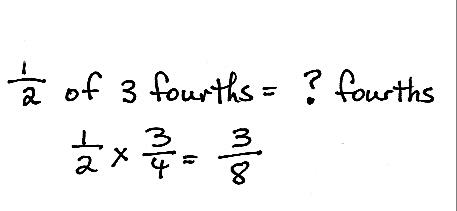 1/2 of 3 fourths = ? fourths
1/2 × 3/4 = 3/8